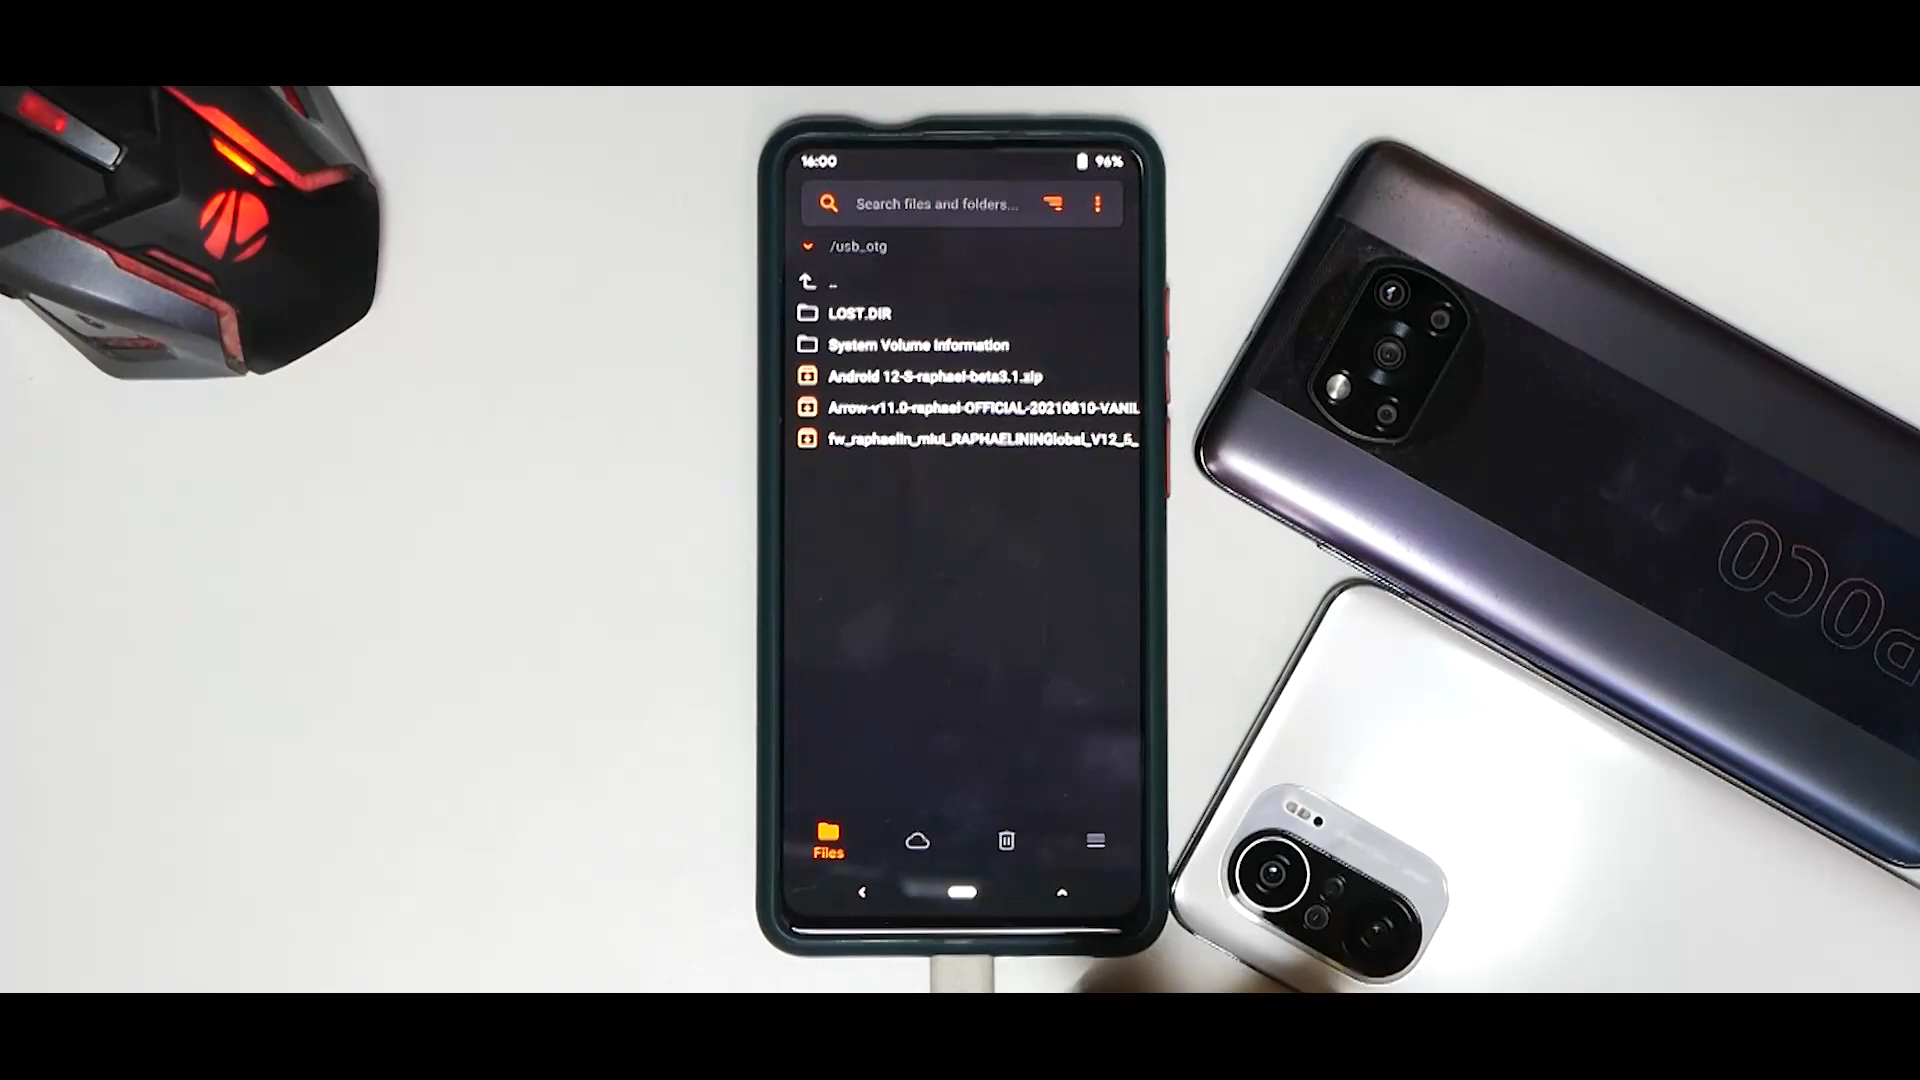 16:00
96%
Search files and folders...
/usb_otg
..
LOST.DIR
System Volume Information
Android 12-S-raphael-beta3.1.zip
Arrow-v11.0-raphael-OFFICIAL-20210810-VANIL
fw_raphaelin_miui_RAPHAELININGlobal_V12_5_
Files
POCO